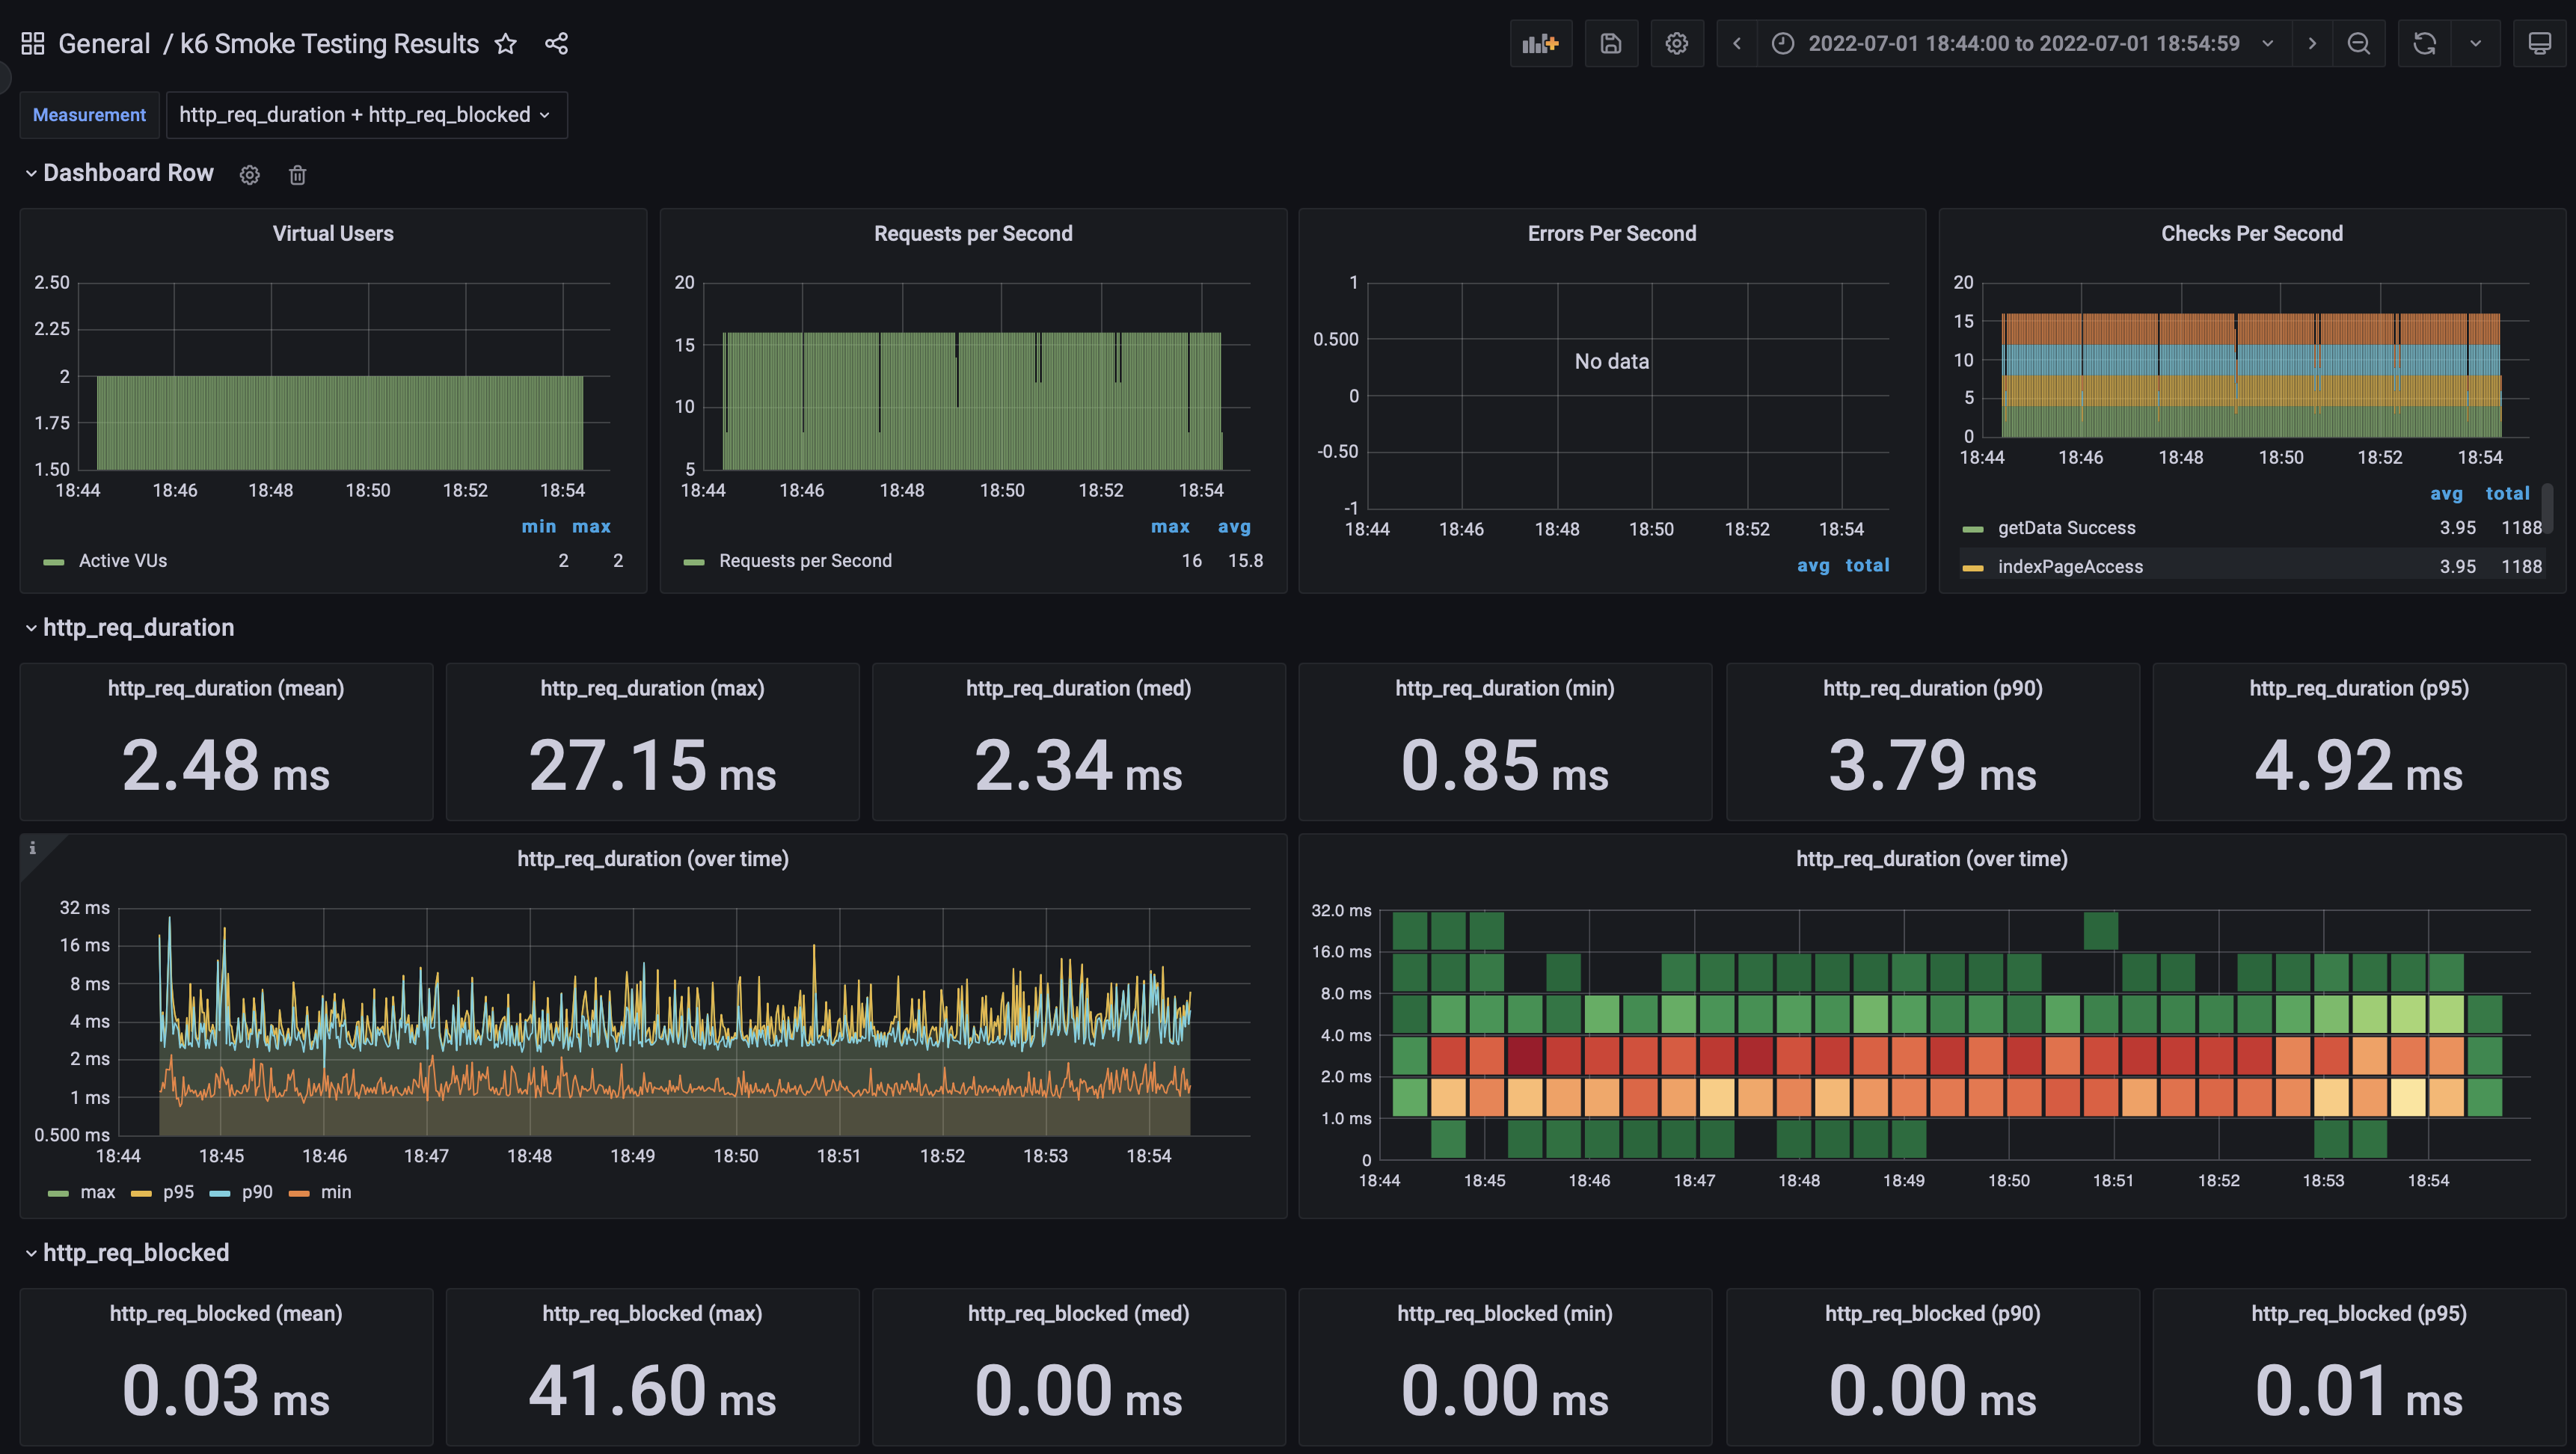 General / k6 Smoke Testing Results
2022-07-01 18:44:00 to 2022-07-01 18:54:59
Measurement
http_req_duration + http_req_blocked
Dashboard Row
Virtual Users
2.50
2.25
2
1.75
1.50
18:44 18:46 18:48 18:50 18:52 18:54
min max
Active VUs 2 2
Requests per Second
20
15
10
5
18:44 18:46 18:48 18:50 18:52 18:54
max avg
Requests per Second 16 15.8
Errors Per Second
1
0.500
0
-0.50
-1
No data
18:44 18:46 18:48 18:50 18:52 18:54
avg total
Checks Per Second
20
15
10
5
0
18:44 18:46 18:48 18:50 18:52 18:54
avg total
getData Success 3.95 1188
indexPageAccess 3.95 1188
http_req_duration
http_req_duration (mean)
2.48 ms
http_req_duration (max)
27.15 ms
http_req_duration (med)
2.34 ms
http_req_duration (min)
0.85 ms
http_req_duration (p90)
3.79 ms
http_req_duration (p95)
4.92 ms
i
http_req_duration (over time)
32 ms
16 ms
8 ms
4 ms
2 ms
1 ms
0.500 ms
18:44 18:45 18:46 18:47 18:48 18:49 18:50 18:51 18:52 18:53 18:54
max p95 p90 min
http_req_duration (over time)
32.0 ms
16.0 ms
8.0 ms
4.0 ms
2.0 ms
1.0 ms
0
18:44 18:45 18:46 18:47 18:48 18:49 18:50 18:51 18:52 18:53 18:54
http_req_blocked
http_req_blocked (mean)
0.03 ms
http_req_blocked (max)
41.60 ms
http_req_blocked (med)
0.00 ms
http_req_blocked (min)
0.00 ms
http_req_blocked (p90)
0.00 ms
http_req_blocked (p95)
0.01 ms